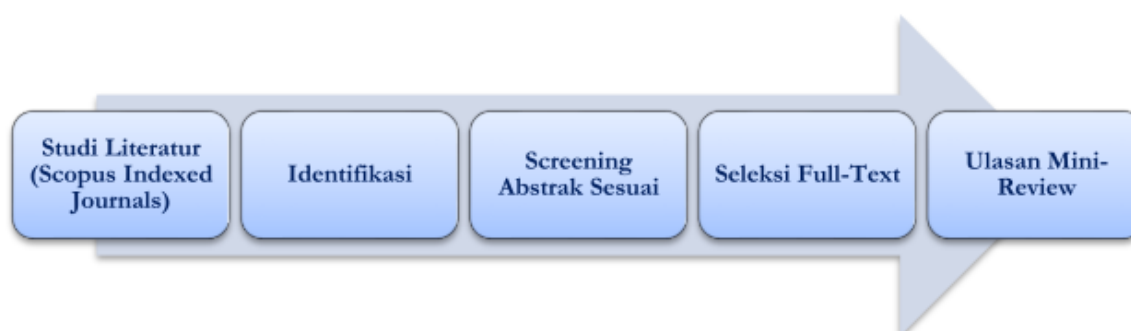 Studi Literatur
(Scopus Indexed
Journals)
Identifikasi
Screening
Abstrak Sesuai
Seleksi Full-Text
Ulasan Mini-
Review